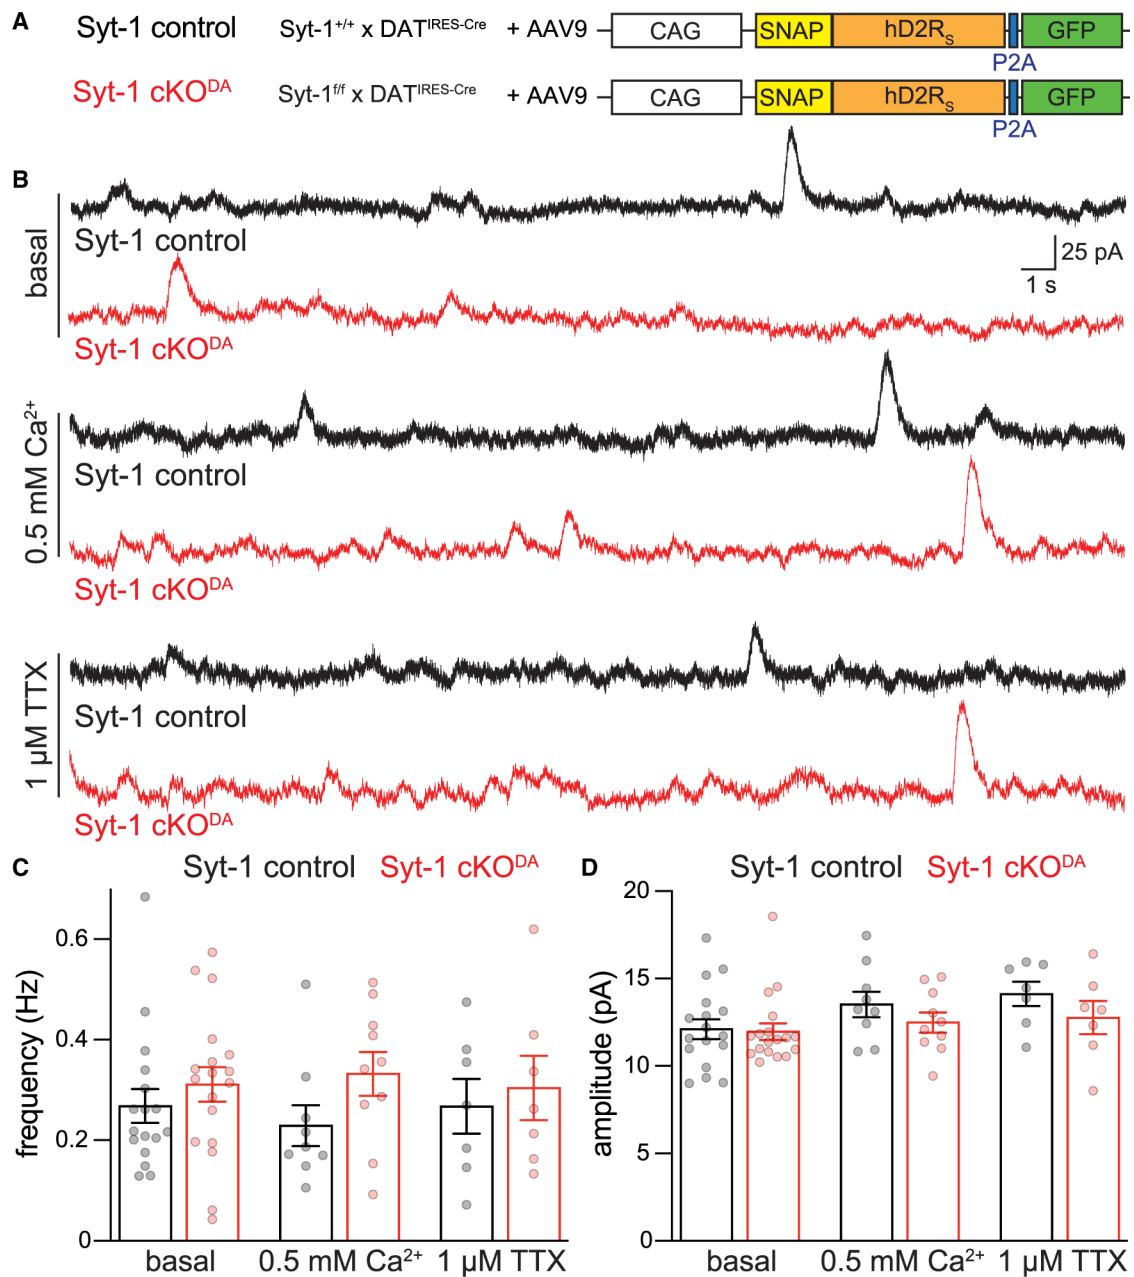 A Syt-1 control Syt-1+/+ x DATIRES-Cre + AAV9 CAG SNAP hD2Rs GFP
P2A
Syt-1 cKODA Syt-1f/f x DATIRES-Cre + AAV9 CAG SNAP hD2Rs GFP
P2A
B
basal
Syt-1 control
25 pA
1 s
Syt-1 cKODA
0.5 mM Ca2+
Syt-1 control
Syt-1 cKODA
1 µM TTX
Syt-1 control
Syt-1 cKODA
C Syt-1 control Syt-1 cKODA
frequency (Hz)
0.6
0.4
0.2
0
basal 0.5 mM Ca2+ 1 µM TTX
D Syt-1 control Syt-1 cKODA
amplitude (pA)
20
15
10
5
0
basal 0.5 mM Ca2+ 1 µM TTX